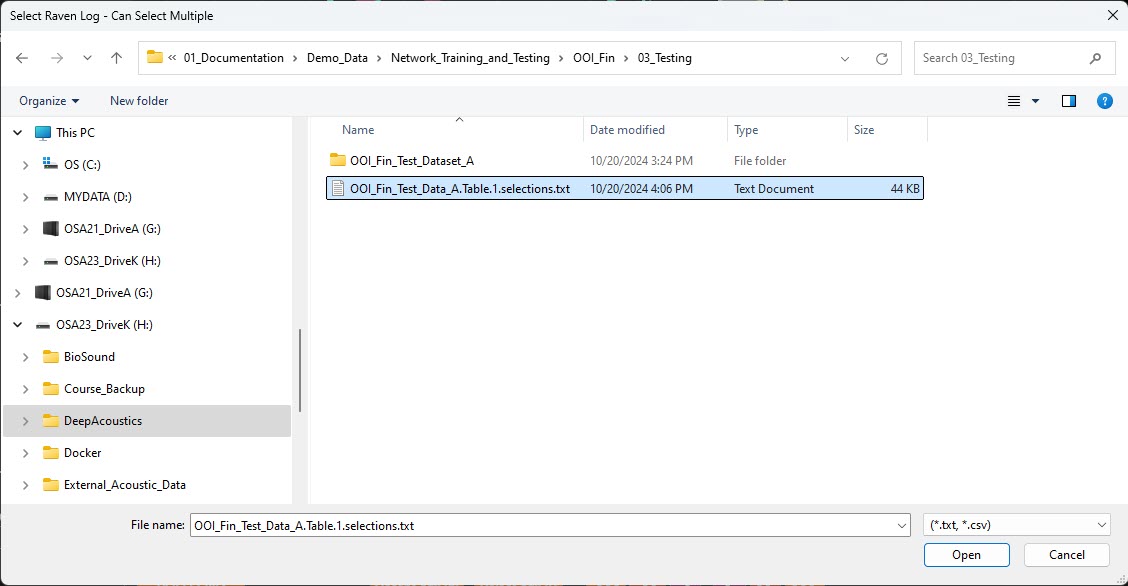 Select Raven Log - Can Select Multiple
« 01_Documentation > Demo_Data > Network_Training_and_Testing > OOI_Fin > 03_Testing
Search 03_Testing
Organize
New folder
?
Name
Date modified
Type
Size
This PC
OS (C:)
MYDATA (D:)
OSA21_DriveA (G:)
OSA23_DriveK (H:)
OSA21_DriveA (G:)
OSA23_DriveK (H:)
BioSound
Course_Backup
DeepAcoustics
Docker
External_Acoustic_Data
OOI_Fin_Test_Dataset_A 10/20/2024 3:24 PM File folder
OOI_Fin_Test_Data_A.Table.1.selections.txt 10/20/2024 4:06 PM Text Document 44 KB
File name: OOI_Fin_Test_Data_A.Table.1.selections.txt
(*.txt, *.csv)
Open
Cancel